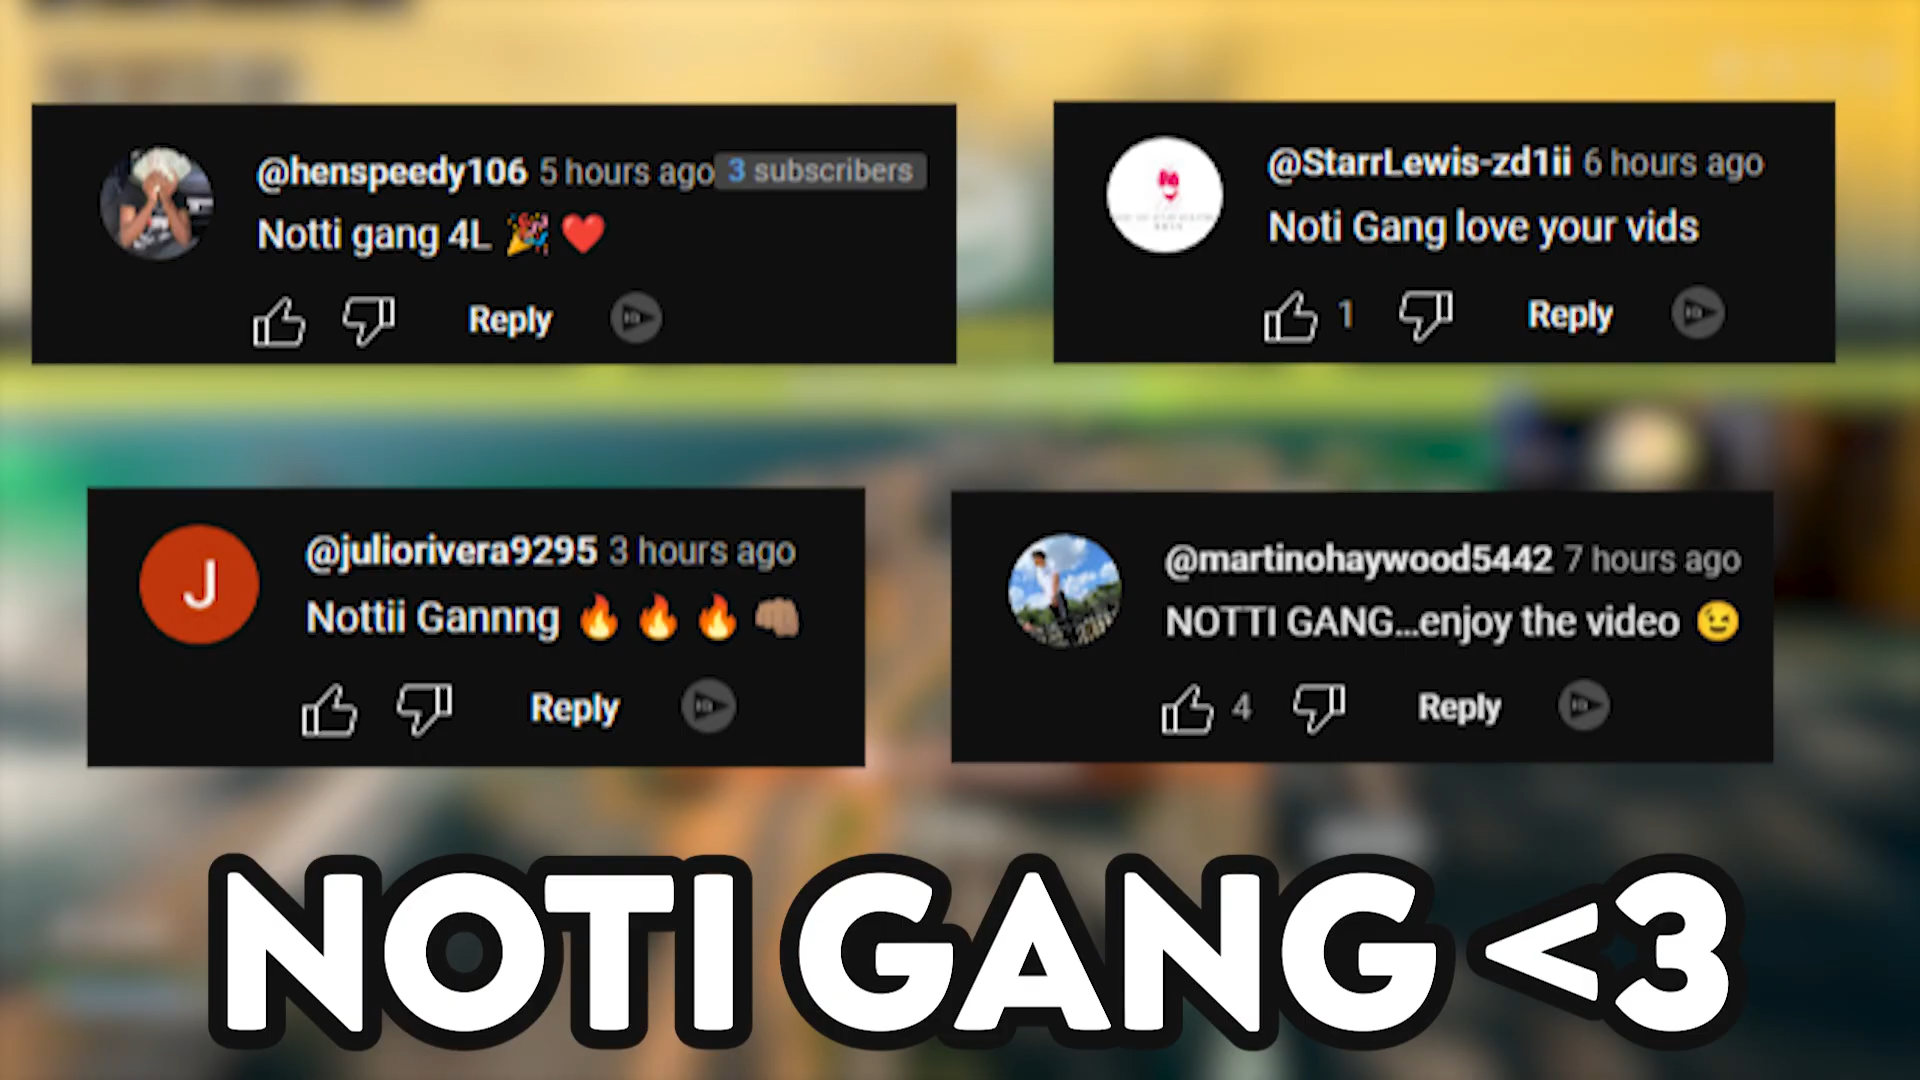 @henspeedy106 5 hours ago 3 subscribers
Notti gang 4L 🎉 ❤️
Reply
@StarrLewis-zd1ii 6 hours ago
Noti Gang love your vids
1 Reply
@juliorivera9295 3 hours ago
Nottii Gannng 🔥 🔥 🔥 👊🏽
Reply
@martinohaywood5442 7 hours ago
NOTTI GANG...enjoy the video 😉
4 Reply
NOTI GANG <3